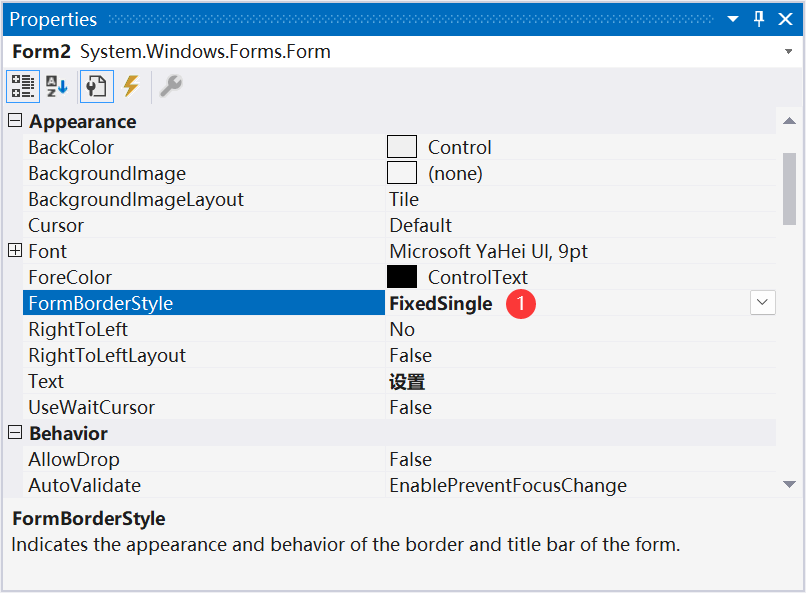 Properties
Form2 System.Windows.Forms.Form
A
Z
Appearance
BackColor Control
BackgroundImage (none)
BackgroundImageLayout Tile
Cursor Default
Font Microsoft YaHei UI, 9pt
ForeColor ControlText
FormBorderStyle FixedSingle 1
RightToLeft No
RightToLeftLayout False
Text 设置
UseWaitCursor False
Behavior
AllowDrop False
AutoValidate EnablePreventFocusChange
FormBorderStyle
Indicates the appearance and behavior of the border and title bar of the form.